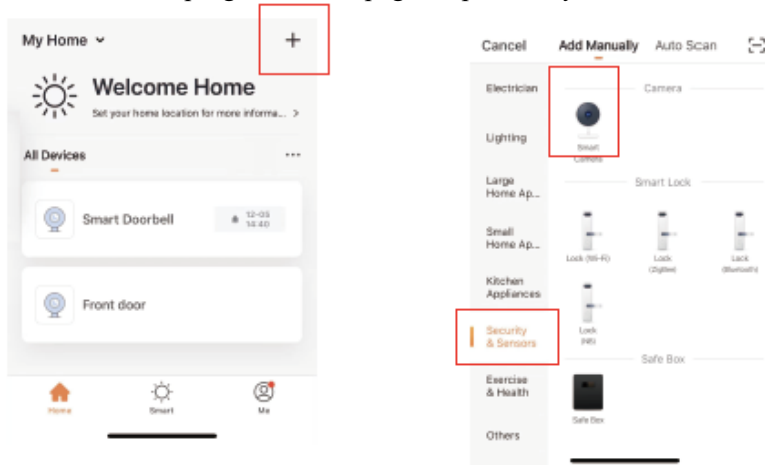 My Home
Welcome Home
Set your home location for more informa... >
All Devices
Smart Doorbell
12-05
14:40
Front door
Home
Smart
Me
Cancel
Add Manually
Auto Scan
Electrician
Lighting
Large
Home Ap...
Small
Home Ap...
Kitchen
Appliances
Security
& Sensors
Exercise
& Health
Others
Camera
Smart
Camera
Smart Lock
Lock (Wi-Fi)
Lock
(Zigbee)
Lock
(Bluetooth)
Lock
(NB)
Safe Box
Safe Box